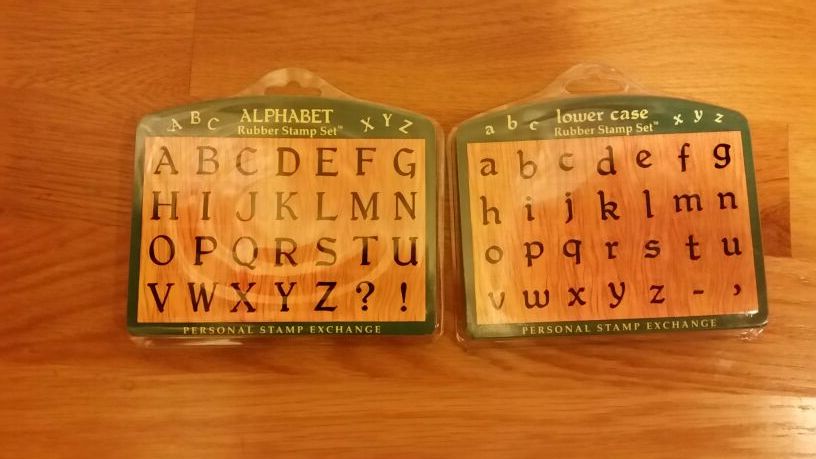 A B C ALPHABET X Y Z
Rubber Stamp Set™
A B C D E F G
H I J K L M N
O P Q R S T U
V W X Y Z ? !
PERSONAL STAMP EXCHANGE
a b c lower case x y z
Rubber Stamp Set™
a b c d e f g
h i j k l m n
o p q r s t u
v w x y z - ,
PERSONAL STAMP EXCHANGE